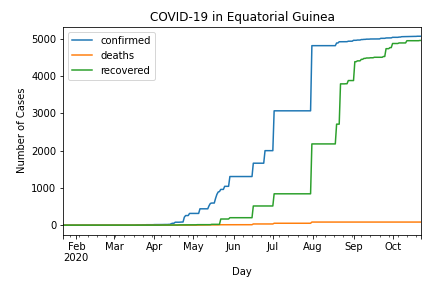 COVID-19 in Equatorial Guinea
confirmed
deaths
recovered
Number of Cases
5000
4000
3000
2000
1000
0
Feb Mar Apr May Jun Jul Aug Sep Oct
2020
Day